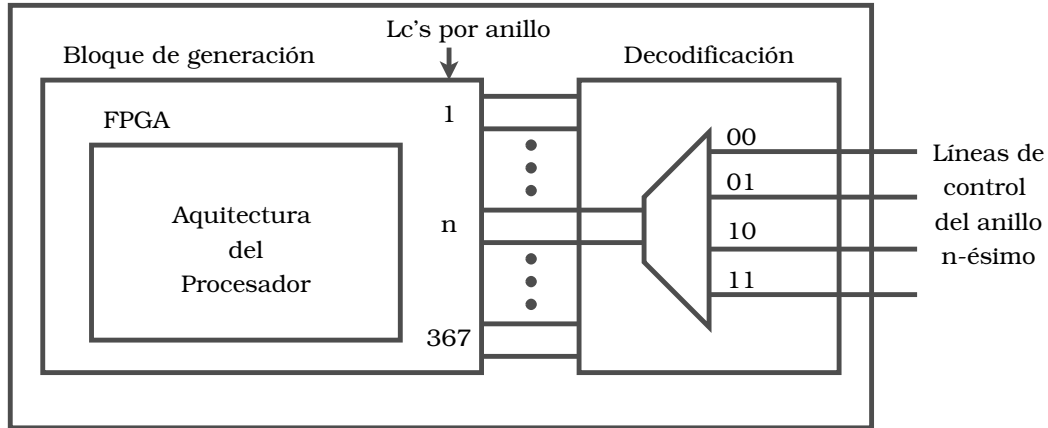 Lc's por anillo
Bloque de generación
Decodificación
FPGA
1
00
Líneas de
01
control
Aquitectura
n
del anillo
del
10
n-ésimo
Procesador
11
367